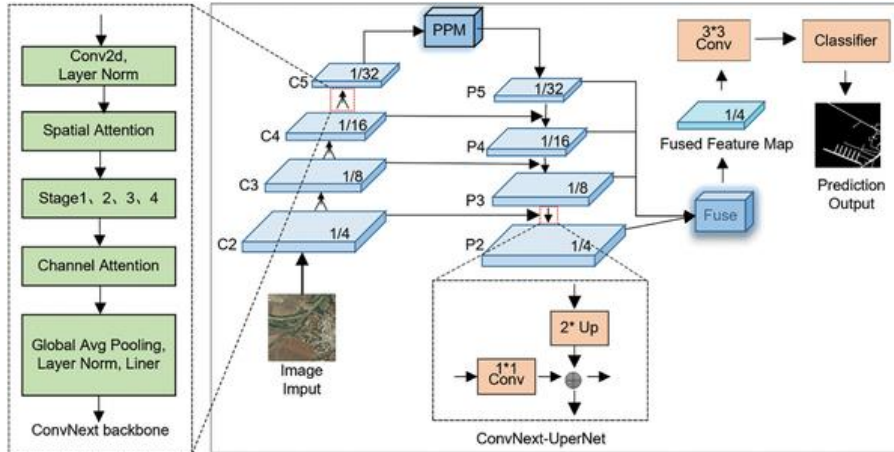 Conv2d,
Layer Norm
Spatial Attention
Stage1、2、3、4
Channel Attention
Global Avg Pooling,
Layer Norm, Liner
ConvNext backbone
PPM
C5
1/32
C4
1/16
C3
1/8
C2
1/4
Image
Imput
P5
1/32
P4
1/16
P3
1/8
P2
1/4
2* Up
1*1
Conv
ConvNext-UperNet
Fuse
1/4
Fused Feature Map
3*3
Conv
Classifier
Prediction
Output